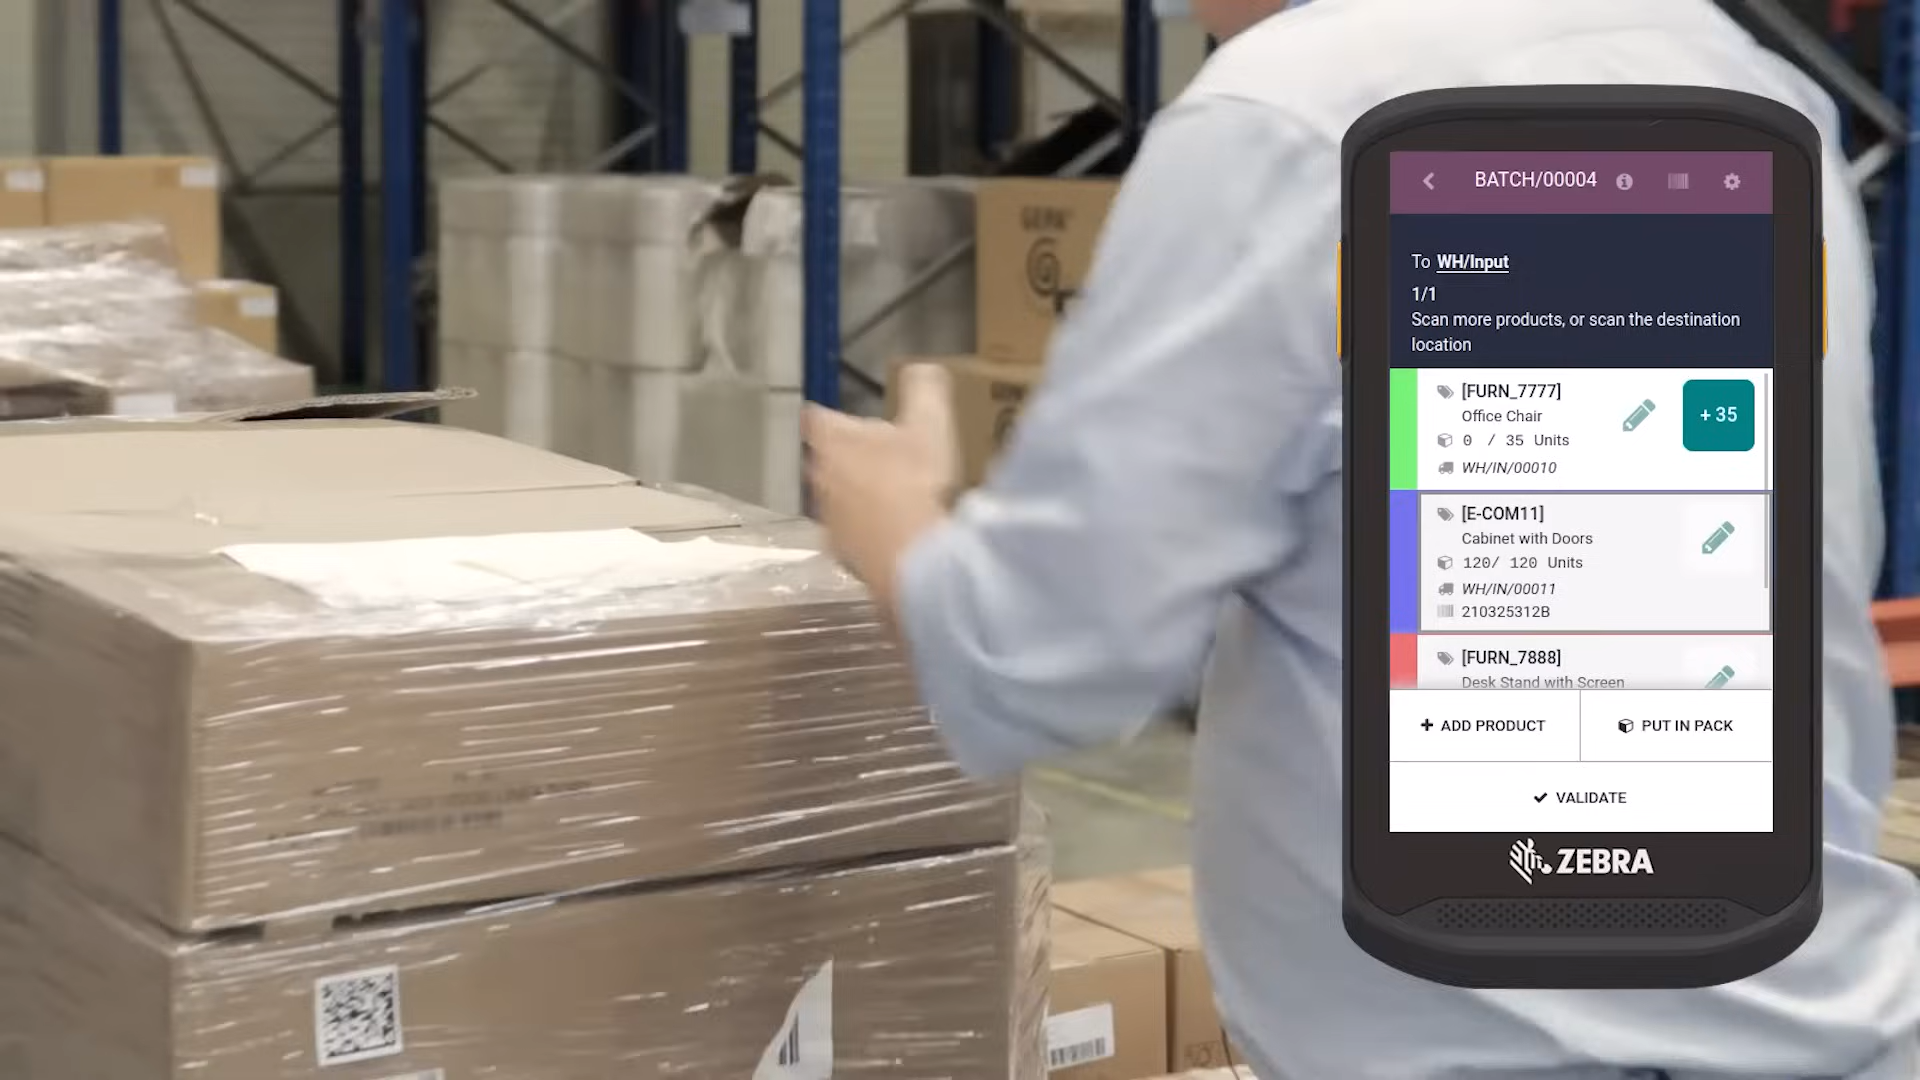 BATCH/00004
To WH/Input
1/1
Scan more products, or scan the destination
location
[FURN_7777]
Office Chair
0 / 35 Units
WH/IN/00010
+ 35
[E-COM11]
Cabinet with Doors
120/ 120 Units
WH/IN/00011
210325312B
[FURN_7888]
Desk Stand with Screen
ADD PRODUCT
PUT IN PACK
VALIDATE
ZEBRA
GEPA